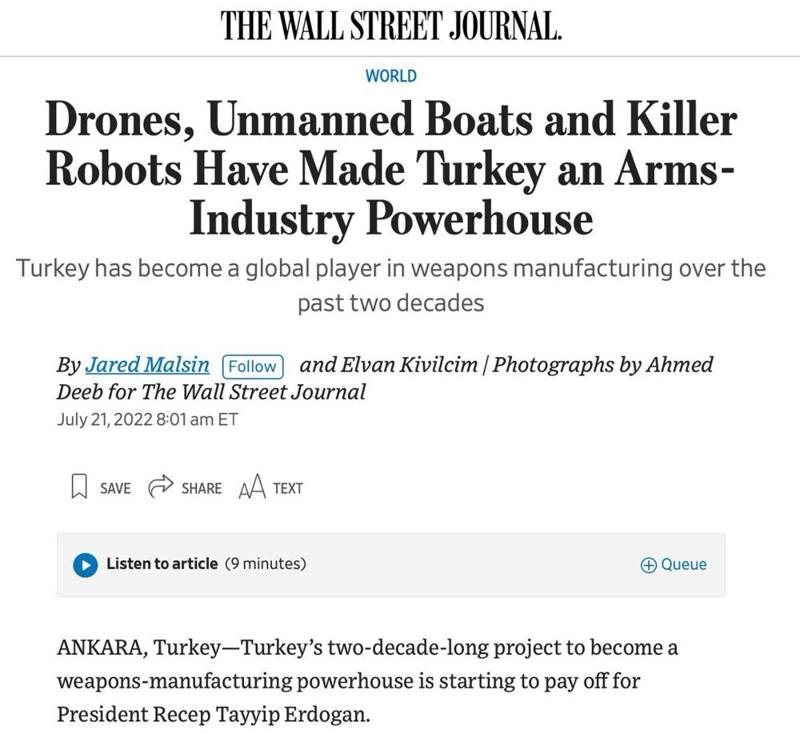 THE WALL STREET JOURNAL.
WORLD
Drones, Unmanned Boats and Killer
Robots Have Made Turkey an Arms-
Industry Powerhouse
Turkey has become a global player in weapons manufacturing over the
past two decades
By Jared Malsin Follow and Elvan Kivilcim | Photographs by Ahmed
Deeb for The Wall Street Journal
July 21, 2022 8:01 am ET
SAVE SHARE AA TEXT
Listen to article (9 minutes) Queue
ANKARA, Turkey—Turkey’s two-decade-long project to become a
weapons-manufacturing powerhouse is starting to pay off for
President Recep Tayyip Erdogan.